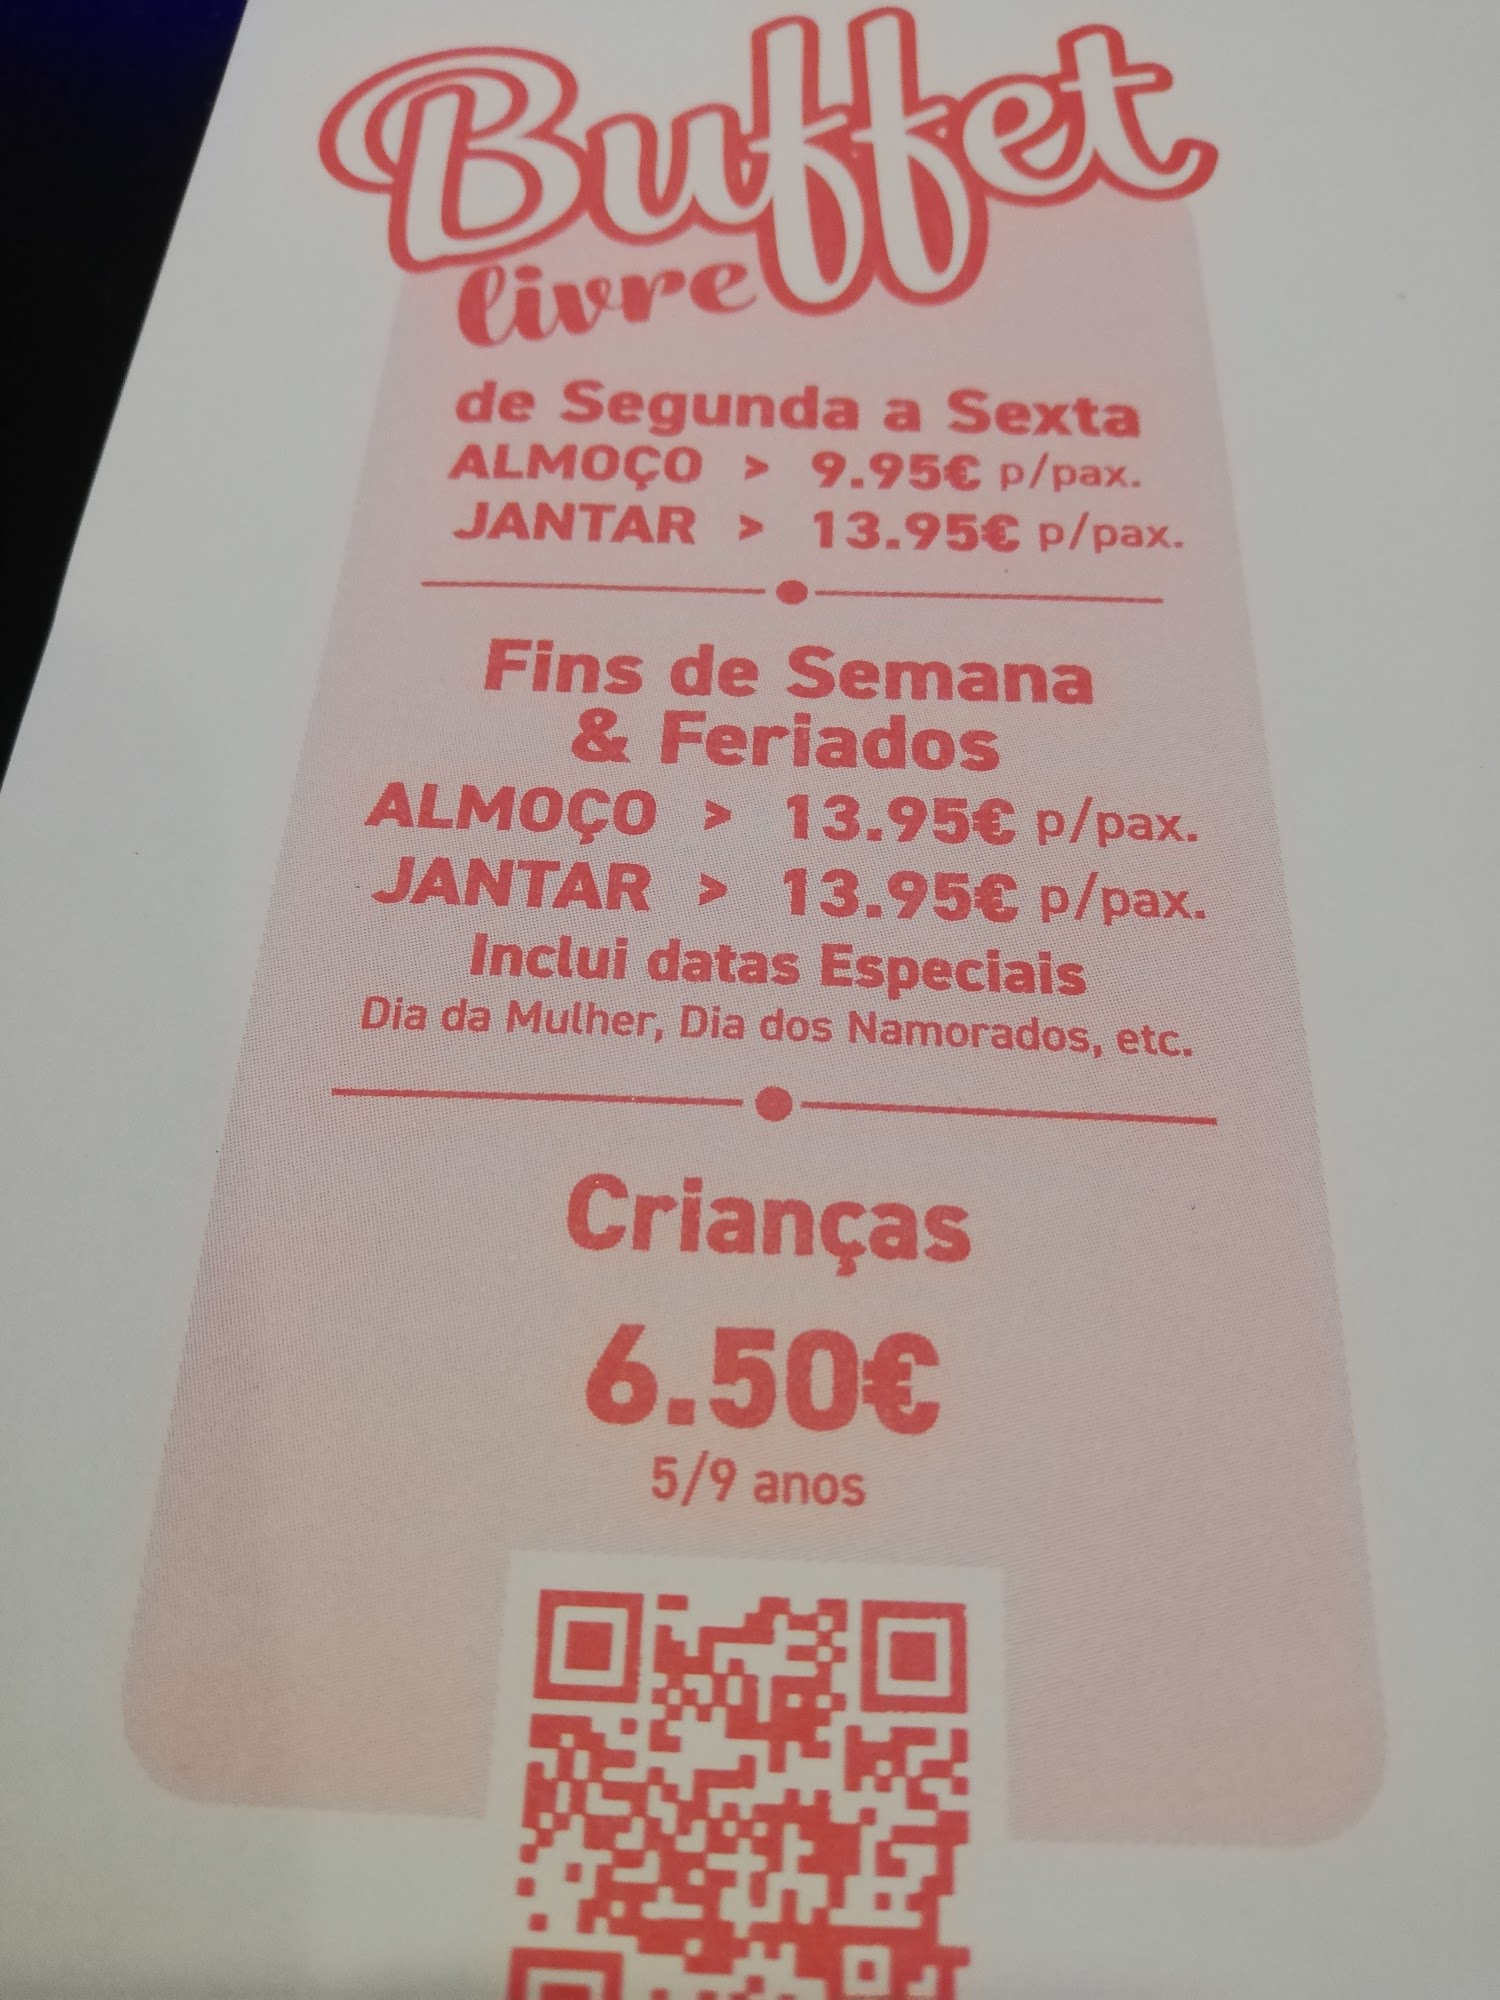 Buffet
livre
de Segunda a Sexta
ALMOÇO > 9.95€ p/pax.
JANTAR > 13.95€ p/pax.
Fins de Semana
& Feriados
ALMOÇO > 13.95€ p/pax.
JANTAR > 13.95€ p/pax.
Inclui datas Especiais
Dia da Mulher, Dia dos Namorados, etc.
Crianças
6.50€
5/9 anos